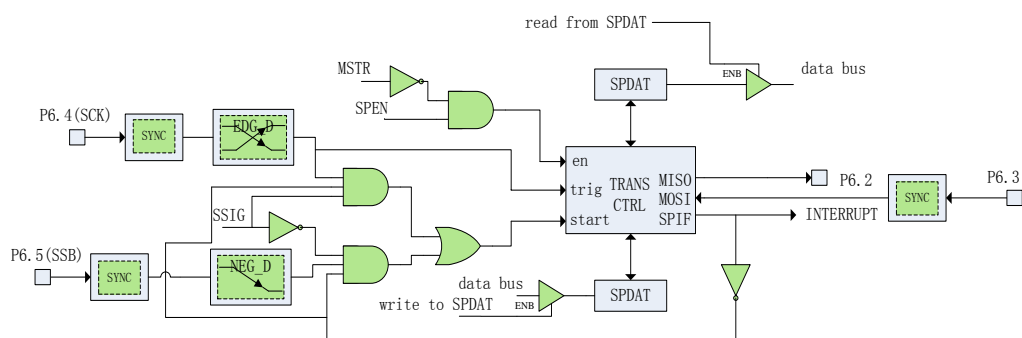 read from SPDAT
MSTR
SPDAT
ENB
data bus
SPEN
P6.4(SCK)
SYNC
EDG_D
en
trig
TRANS
CTRL
start
MISO
MOSI
SPIF
P6.2
SYNC
P6.3
INTERRUPT
SSIG
P6.5(SSB)
SYNC
NEG_D
data bus
write to SPDAT
ENB
SPDAT